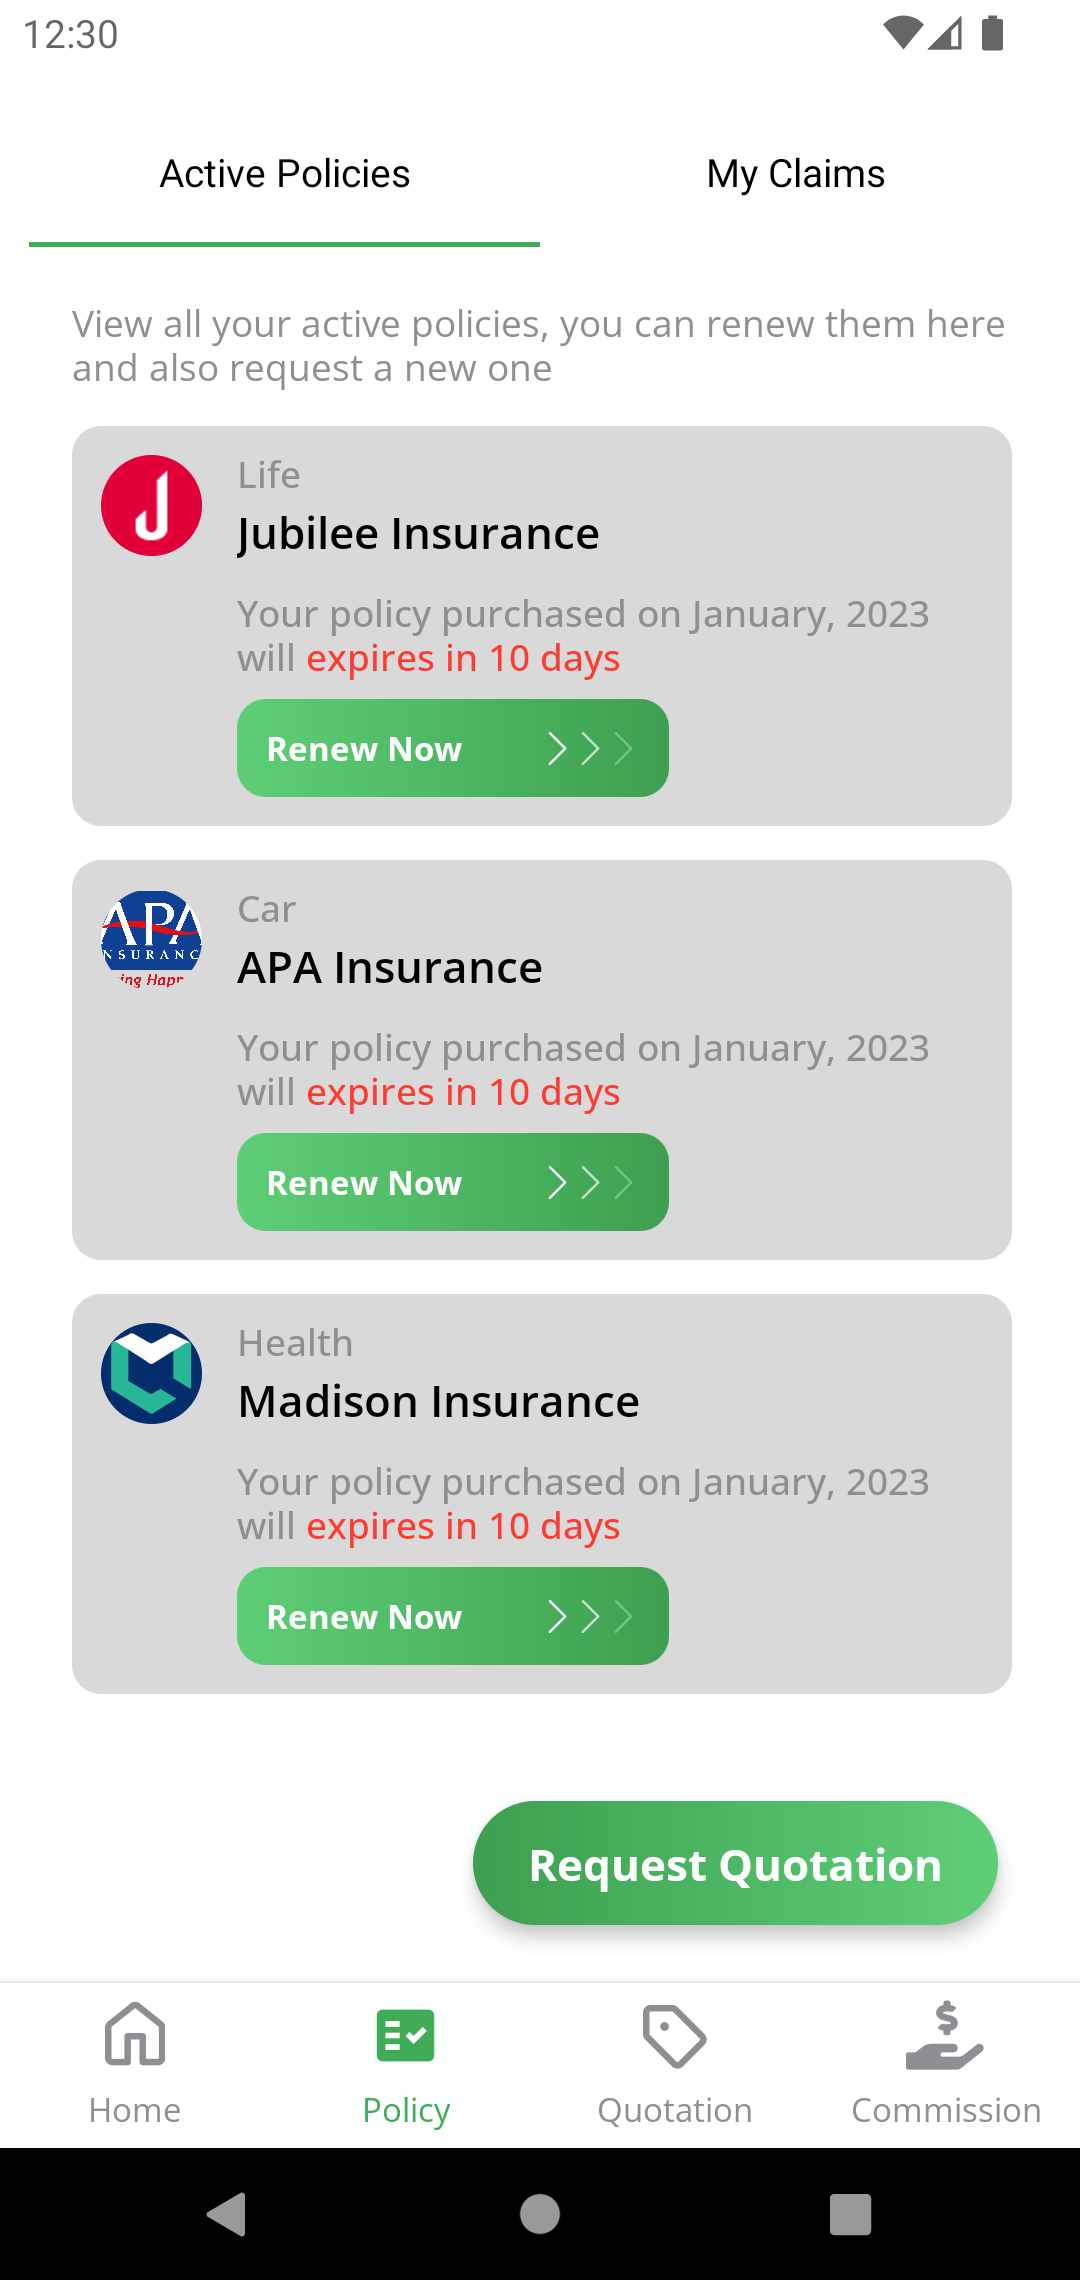 12:30
Active Policies
My Claims
View all your active policies, you can renew them here
and also request a new one
Life
Jubilee Insurance
Your policy purchased on January, 2023
will expires in 10 days
Renew Now
APA
NSURANC
ing Hap
Car
APA Insurance
Your policy purchased on January, 2023
will expires in 10 days
Renew Now
Health
Madison Insurance
Your policy purchased on January, 2023
will expires in 10 days
Renew Now
Request Quotation
Home
Policy
Quotation
Commission